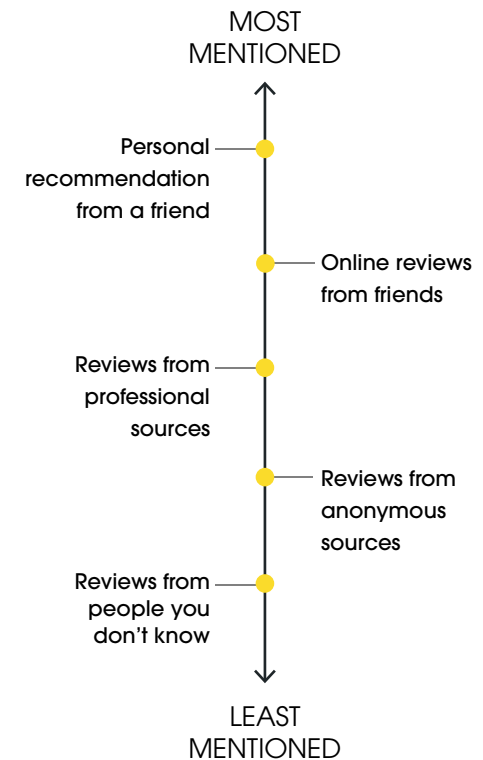 MOST
MENTIONED
Personal
recommendation
from a friend
Online reviews
from friends
Reviews from
professional
sources
Reviews from
anonymous
sources
Reviews from
people you
don't know
LEAST
MENTIONED